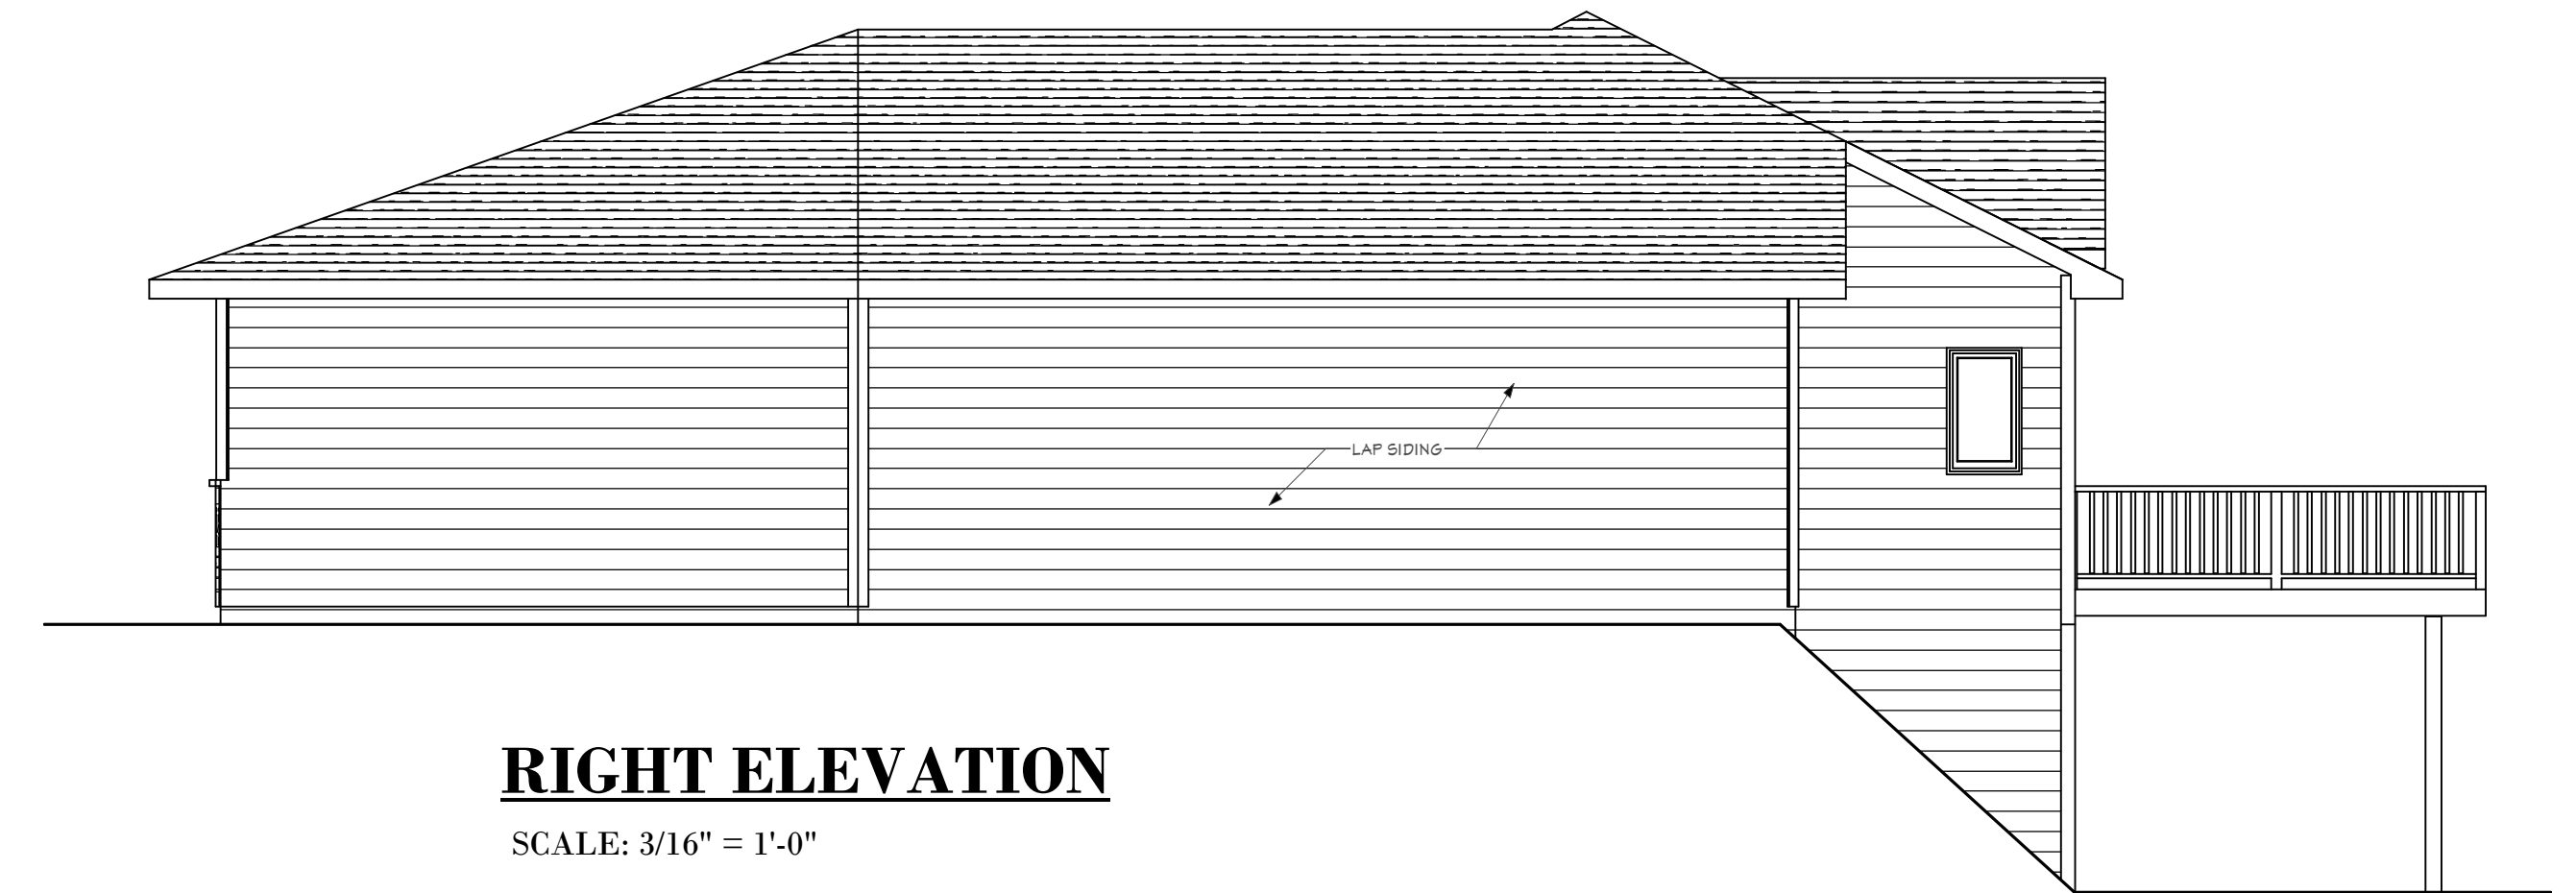 LAP SIDING
RIGHT ELEVATION
SCALE: 3/16" = 1'-0"